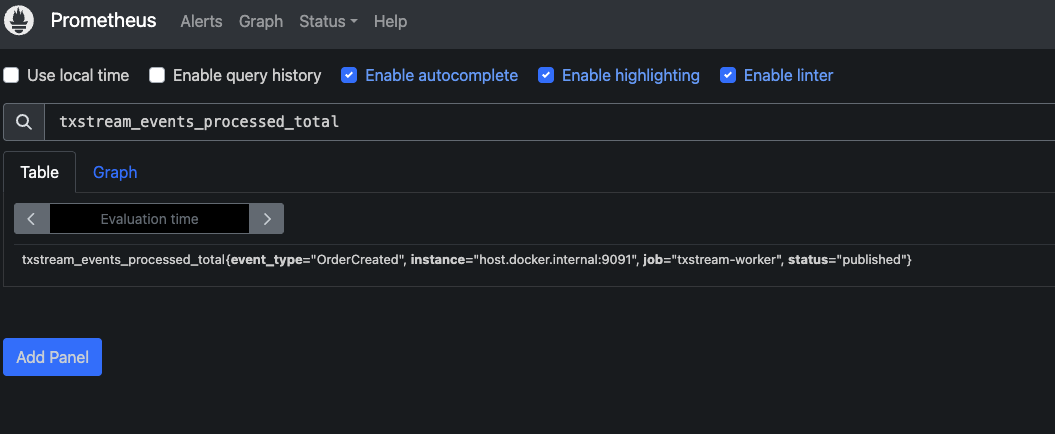 Prometheus Alerts Graph Status Help
Use local time Enable query history Enable autocomplete Enable highlighting Enable linter
txstream_events_processed_total
Table Graph
Evaluation time
txstream_events_processed_total{event_type="OrderCreated", instance="host.docker.internal:9091", job="txstream-worker", status="published"}
Add Panel